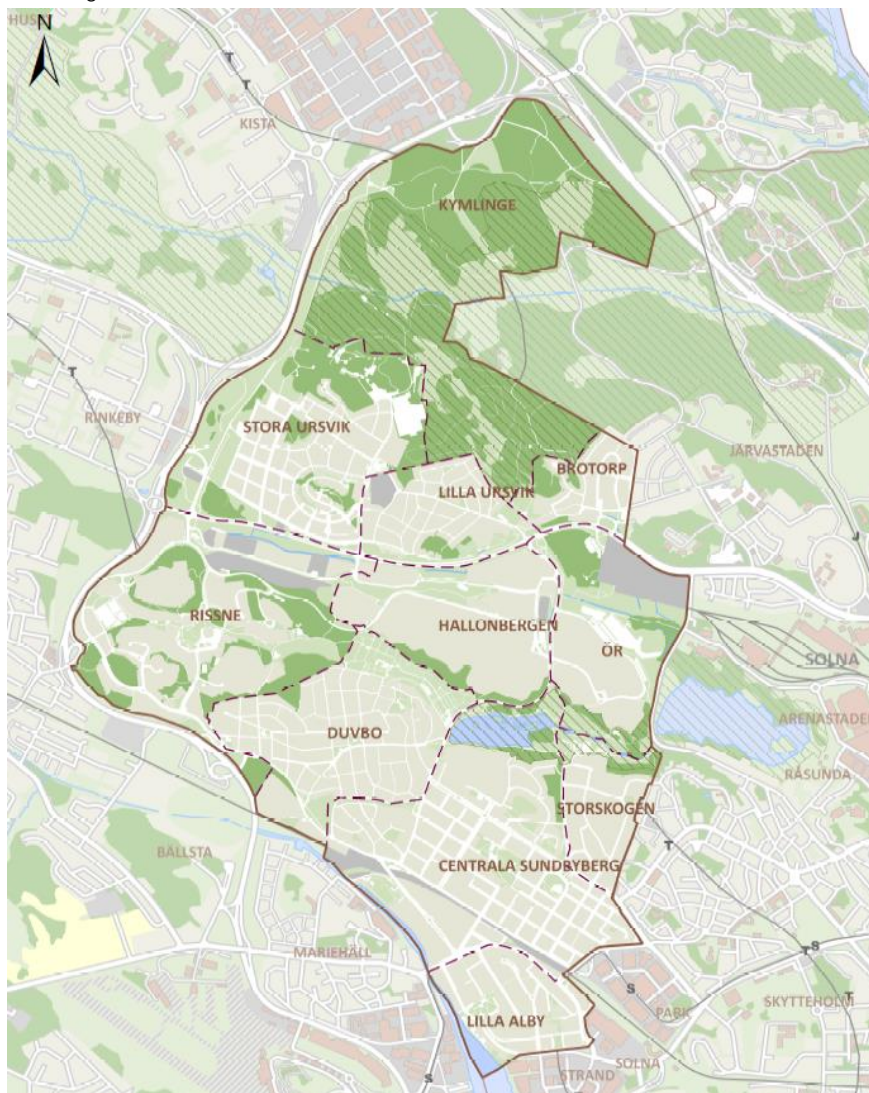 HUS
N
T
T
KISTA
KYMLINGE
T
RINKEBY
STORA URSVIK
JÄRVASTADEN
BROTORP
LILLA URSVIK
J
RISSNE
HALLONBERGEN
ÖR
SOLNA
ARENASTADEN
DUVBO
RÅSUNDA
STORSKOGEN
T
BÄLLSTA
CENTRALA SUNDBYBERG
MARIEHÄLL
T
S
S
T
SKYTTEHOLM
PARK
LILLA ALBY
SOLNA
STRAND
S